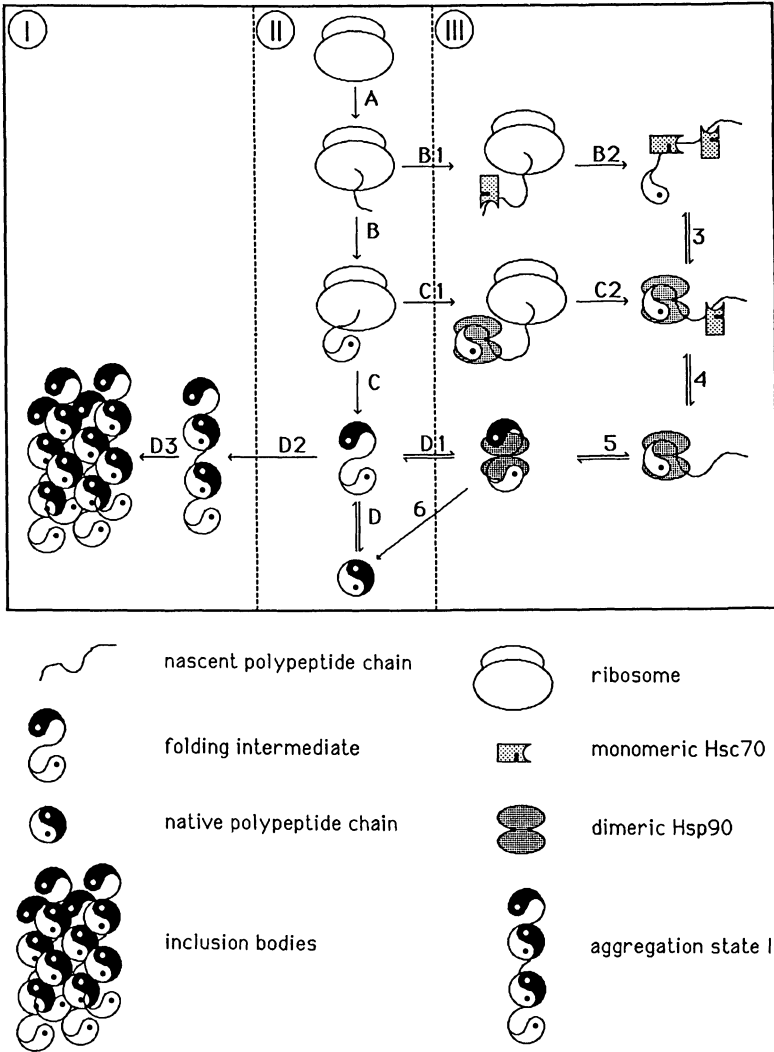 I II III
A
B1 B2
B 3
C1 C2
C 4
D3 D2 D1 5
D 6
nascent polypeptide chain
ribosome
folding intermediate
monomeric Hsc70
native polypeptide chain
dimeric Hsp90
inclusion bodies
aggregation state I